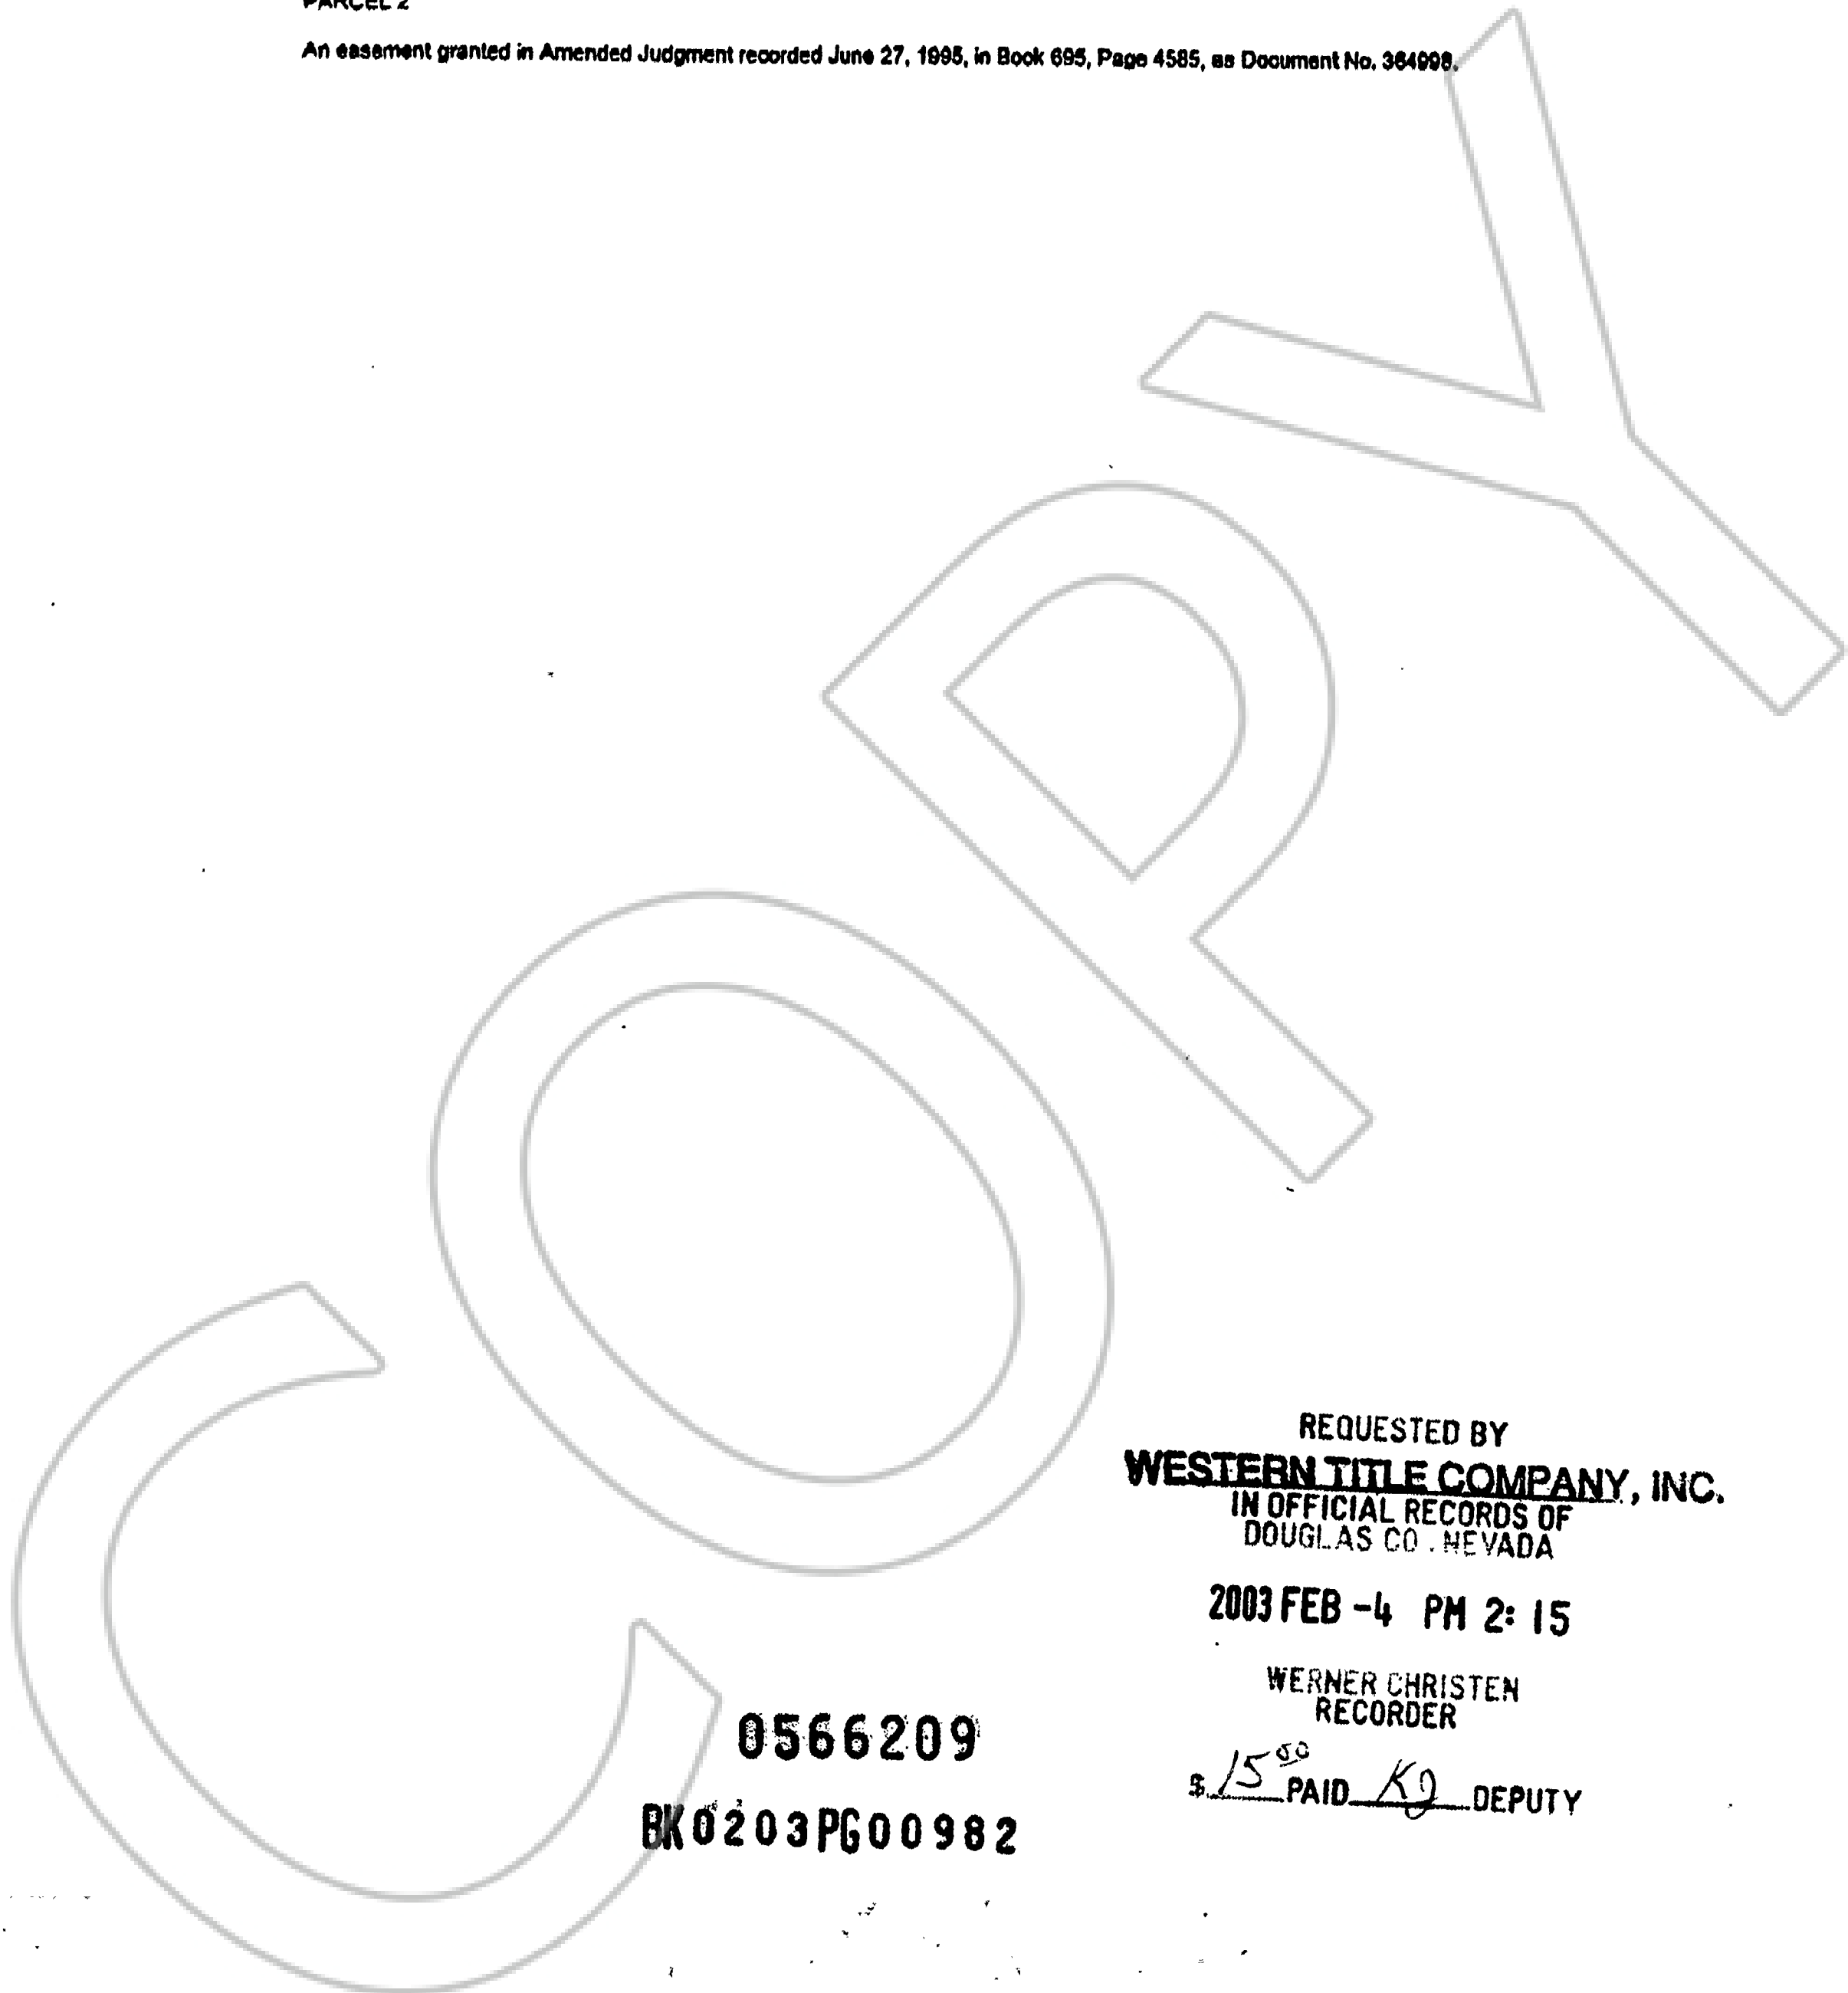 PARCEL 2
An easement granted in Amended Judgment recorded June 27, 1995, in Book 695, Page 4585, as Document No. 364998.
COPY
REQUESTED BY
WESTERN TITLE COMPANY, INC.
IN OFFICIAL RECORDS OF
DOUGLAS CO. NEVADA
2003 FEB -4 PM 2: 15
WERNER CHRISTEN
RECORDER
$ 15 00 PAID KJ DEPUTY
0566209
BK0203PG00982